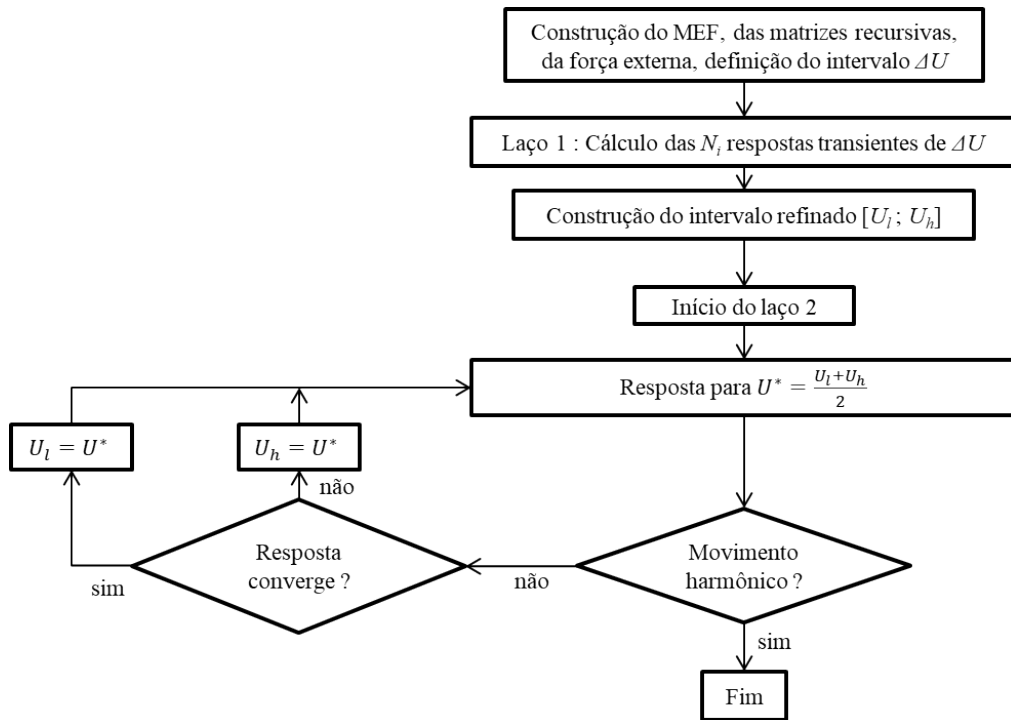 Construção do MEF, das matrizes recursivas,
da força externa, definição do intervalo ΔU
Laço 1 : Cálculo das Nᵢ respostas transientes de ΔU
Construção do intervalo refinado [Uₗ ; Uₕ]
Início do laço 2
Resposta para U* = (Uₗ+Uₕ)/2
Uₗ = U*
Uₕ = U*
não
Resposta
converge ?
sim
não
Movimento
harmônico ?
sim
Fim